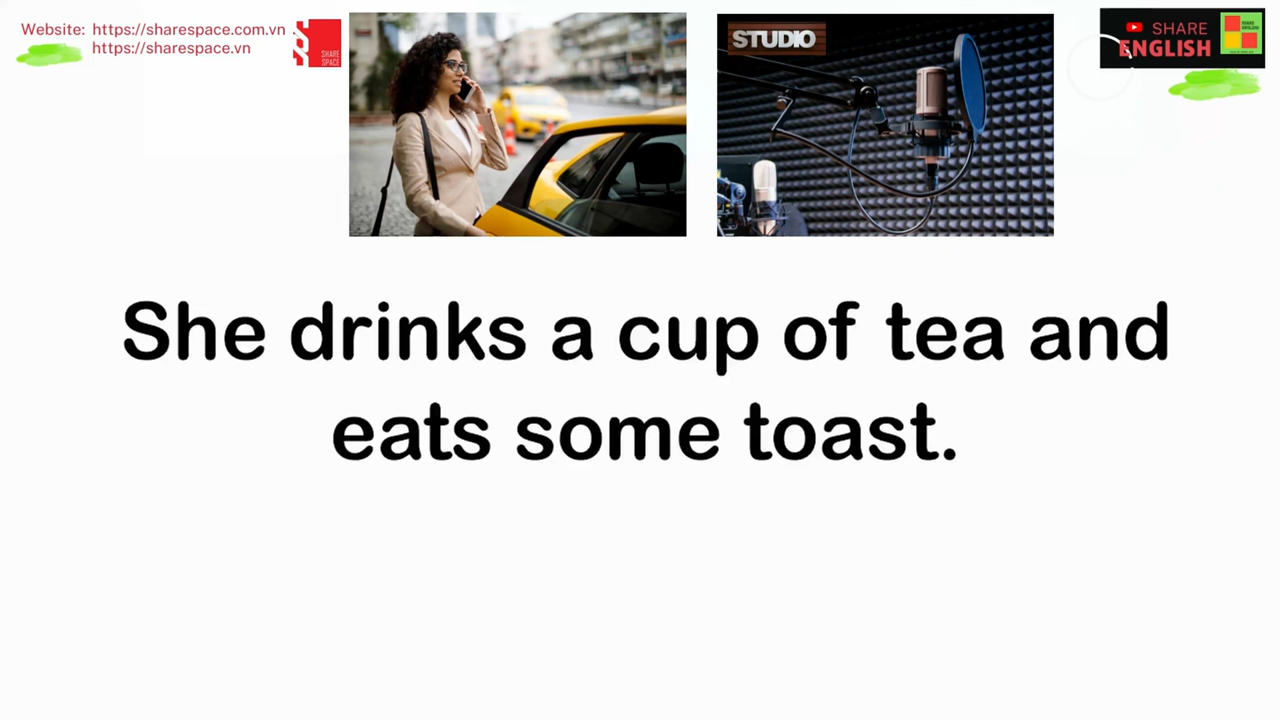 Website: https://sharespace.com.vn
https://sharespace.vn
SHARE
SPACE
STUDIO
SHARE
ENGLISH
She drinks a cup of tea and
eats some toast.